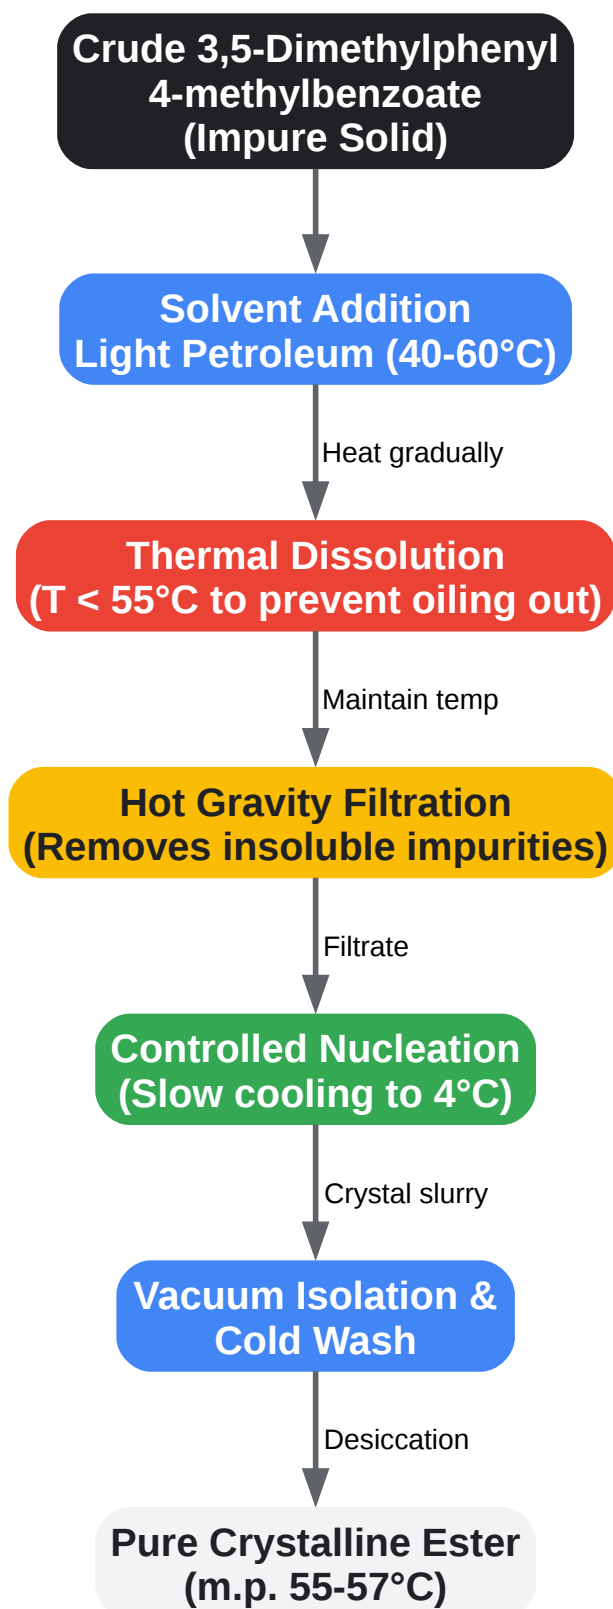 Crude 3,5-Dimethylphenyl
4-methylbenzoate
(Impure Solid)
Solvent Addition
Light Petroleum (40-60°C)
Heat gradually
Thermal Dissolution
(T < 55°C to prevent oiling out)
Maintain temp
Hot Gravity Filtration
(Removes insoluble impurities)
Filtrate
Controlled Nucleation
(Slow cooling to 4°C)
Crystal slurry
Vacuum Isolation &
Cold Wash
Desiccation
Pure Crystalline Ester
(m.p. 55-57°C)